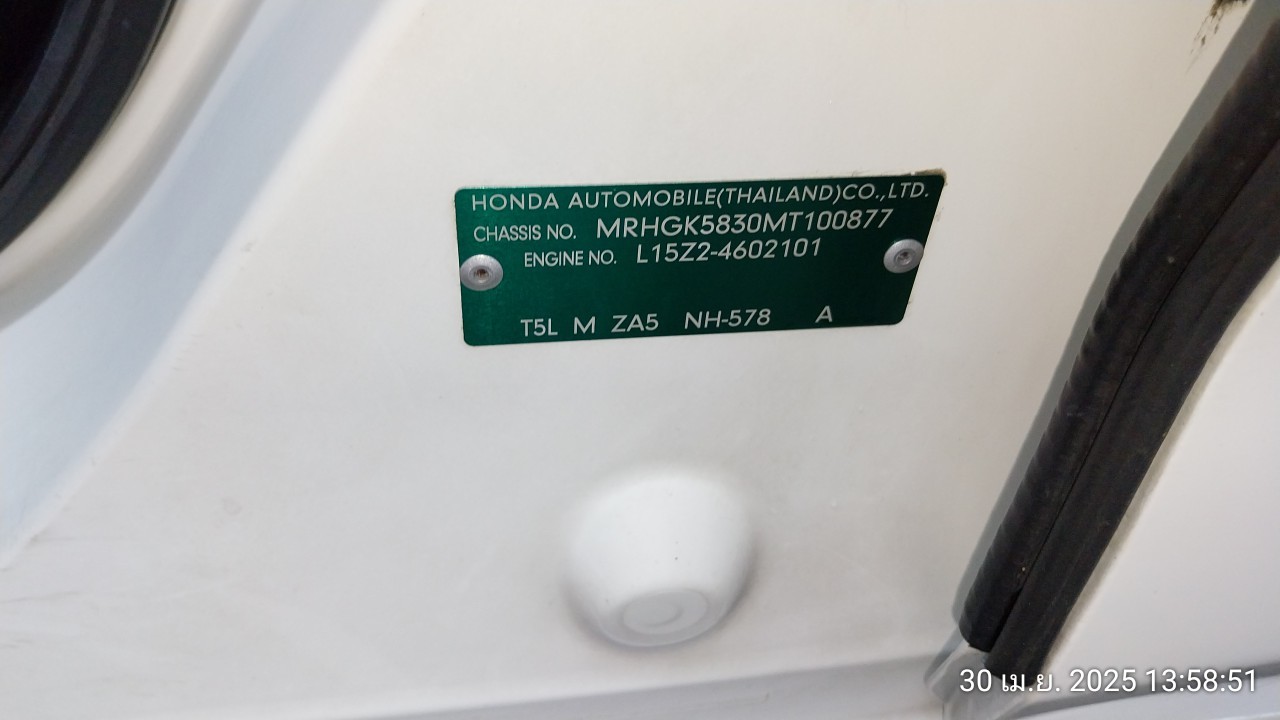 HONDA AUTOMOBILE(THAILAND)CO.,LTD.
CHASSIS NO. MRHGK5830MT100877
ENGINE NO. L15Z2-4602101
T5L M ZA5 NH-578 A
30 เม.ย. 2025 13:58:51